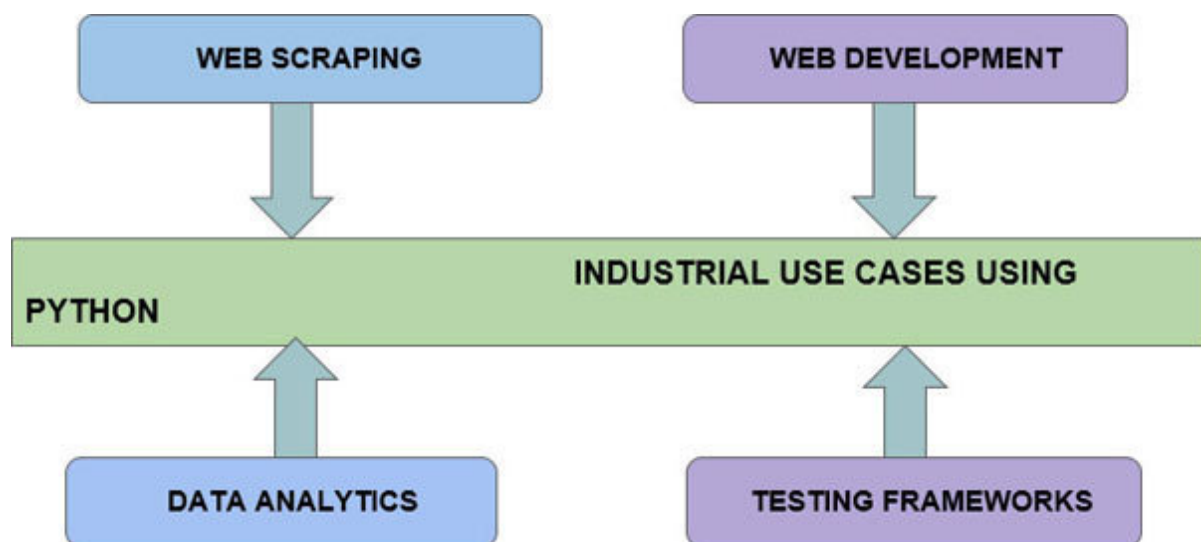 WEB SCRAPING
WEB DEVELOPMENT
INDUSTRIAL USE CASES USING
PYTHON
DATA ANALYTICS
TESTING FRAMEWORKS